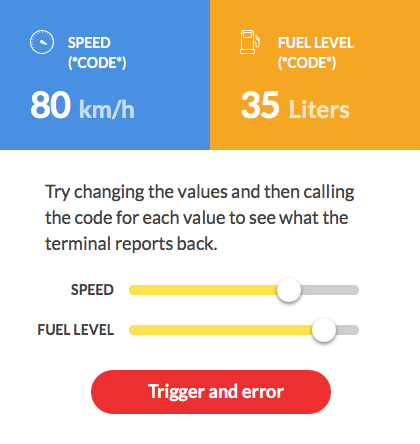 SPEED
(*CODE*)
80 km/h
FUEL LEVEL
(*CODE*)
35 Liters
Try changing the values and then calling
the code for each value to see what the
terminal reports back.
SPEED
FUEL LEVEL
Trigger and error